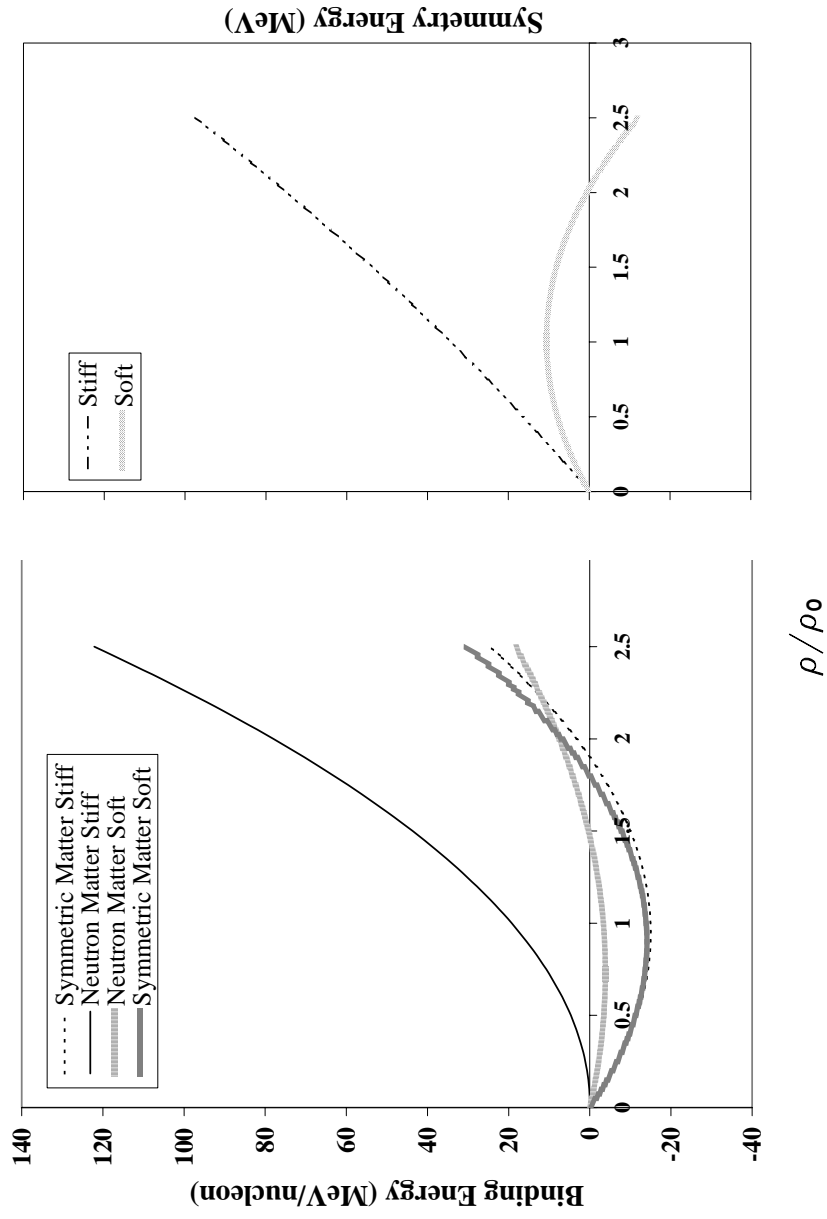 Binding Energy (MeV/nucleon)
140
120
100
80
60
40
20
0
-20
-40
0
0.5
1
1.5
2
2.5
Symmetric Matter Stiff
Neutron Matter Stiff
Neutron Matter Soft
Symmetric Matter Soft
Stiff
Soft
0
0.5
1
1.5
2
2.5
3
Symmetry Energy (MeV)
ρ/ρ₀